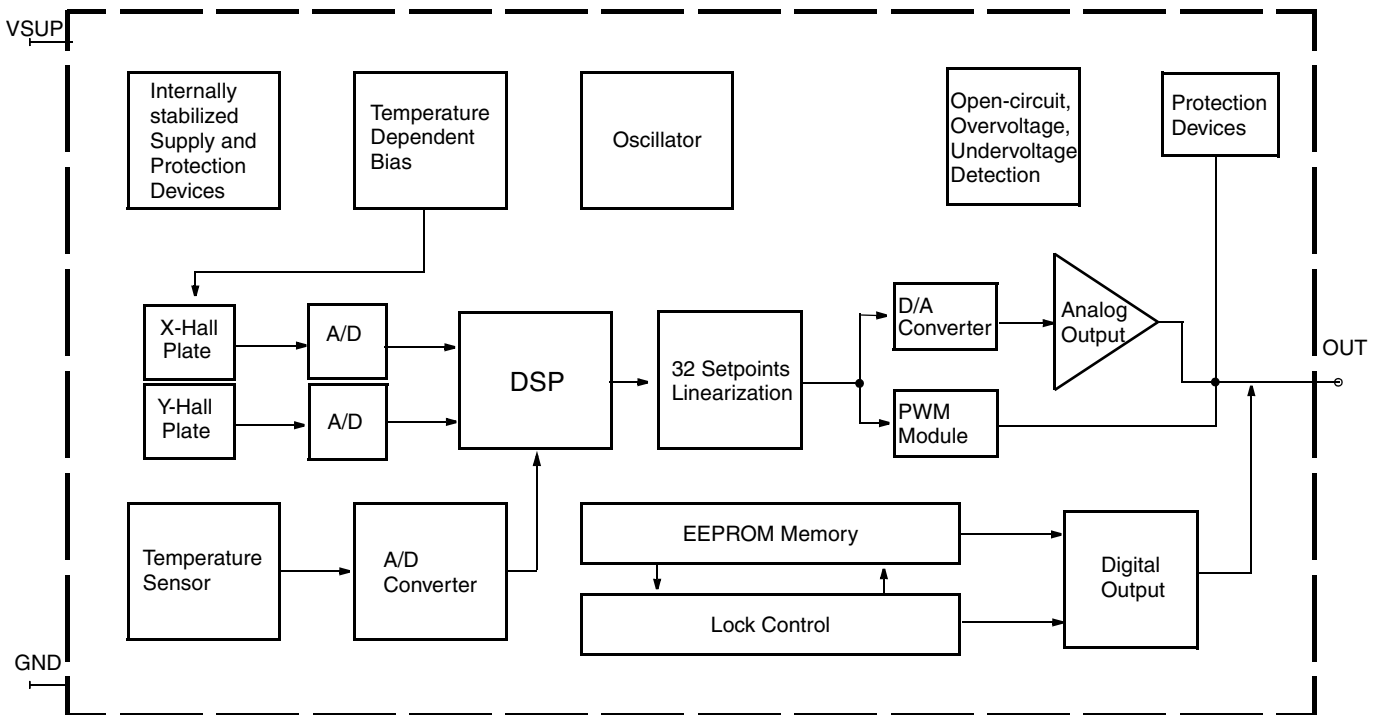 VSUP
Internally
stabilized
Supply and
Protection
Devices
Temperature
Dependent
Bias
Oscillator
Open-circuit,
Overvoltage,
Undervoltage
Detection
Protection
Devices
X-Hall
Plate
A/D
Y-Hall
Plate
A/D
DSP
32 Setpoints
Linearization
D/A
Converter
Analog
Output
PWM
Module
OUT
Temperature
Sensor
A/D
Converter
EEPROM Memory
Lock Control
Digital
Output
GND